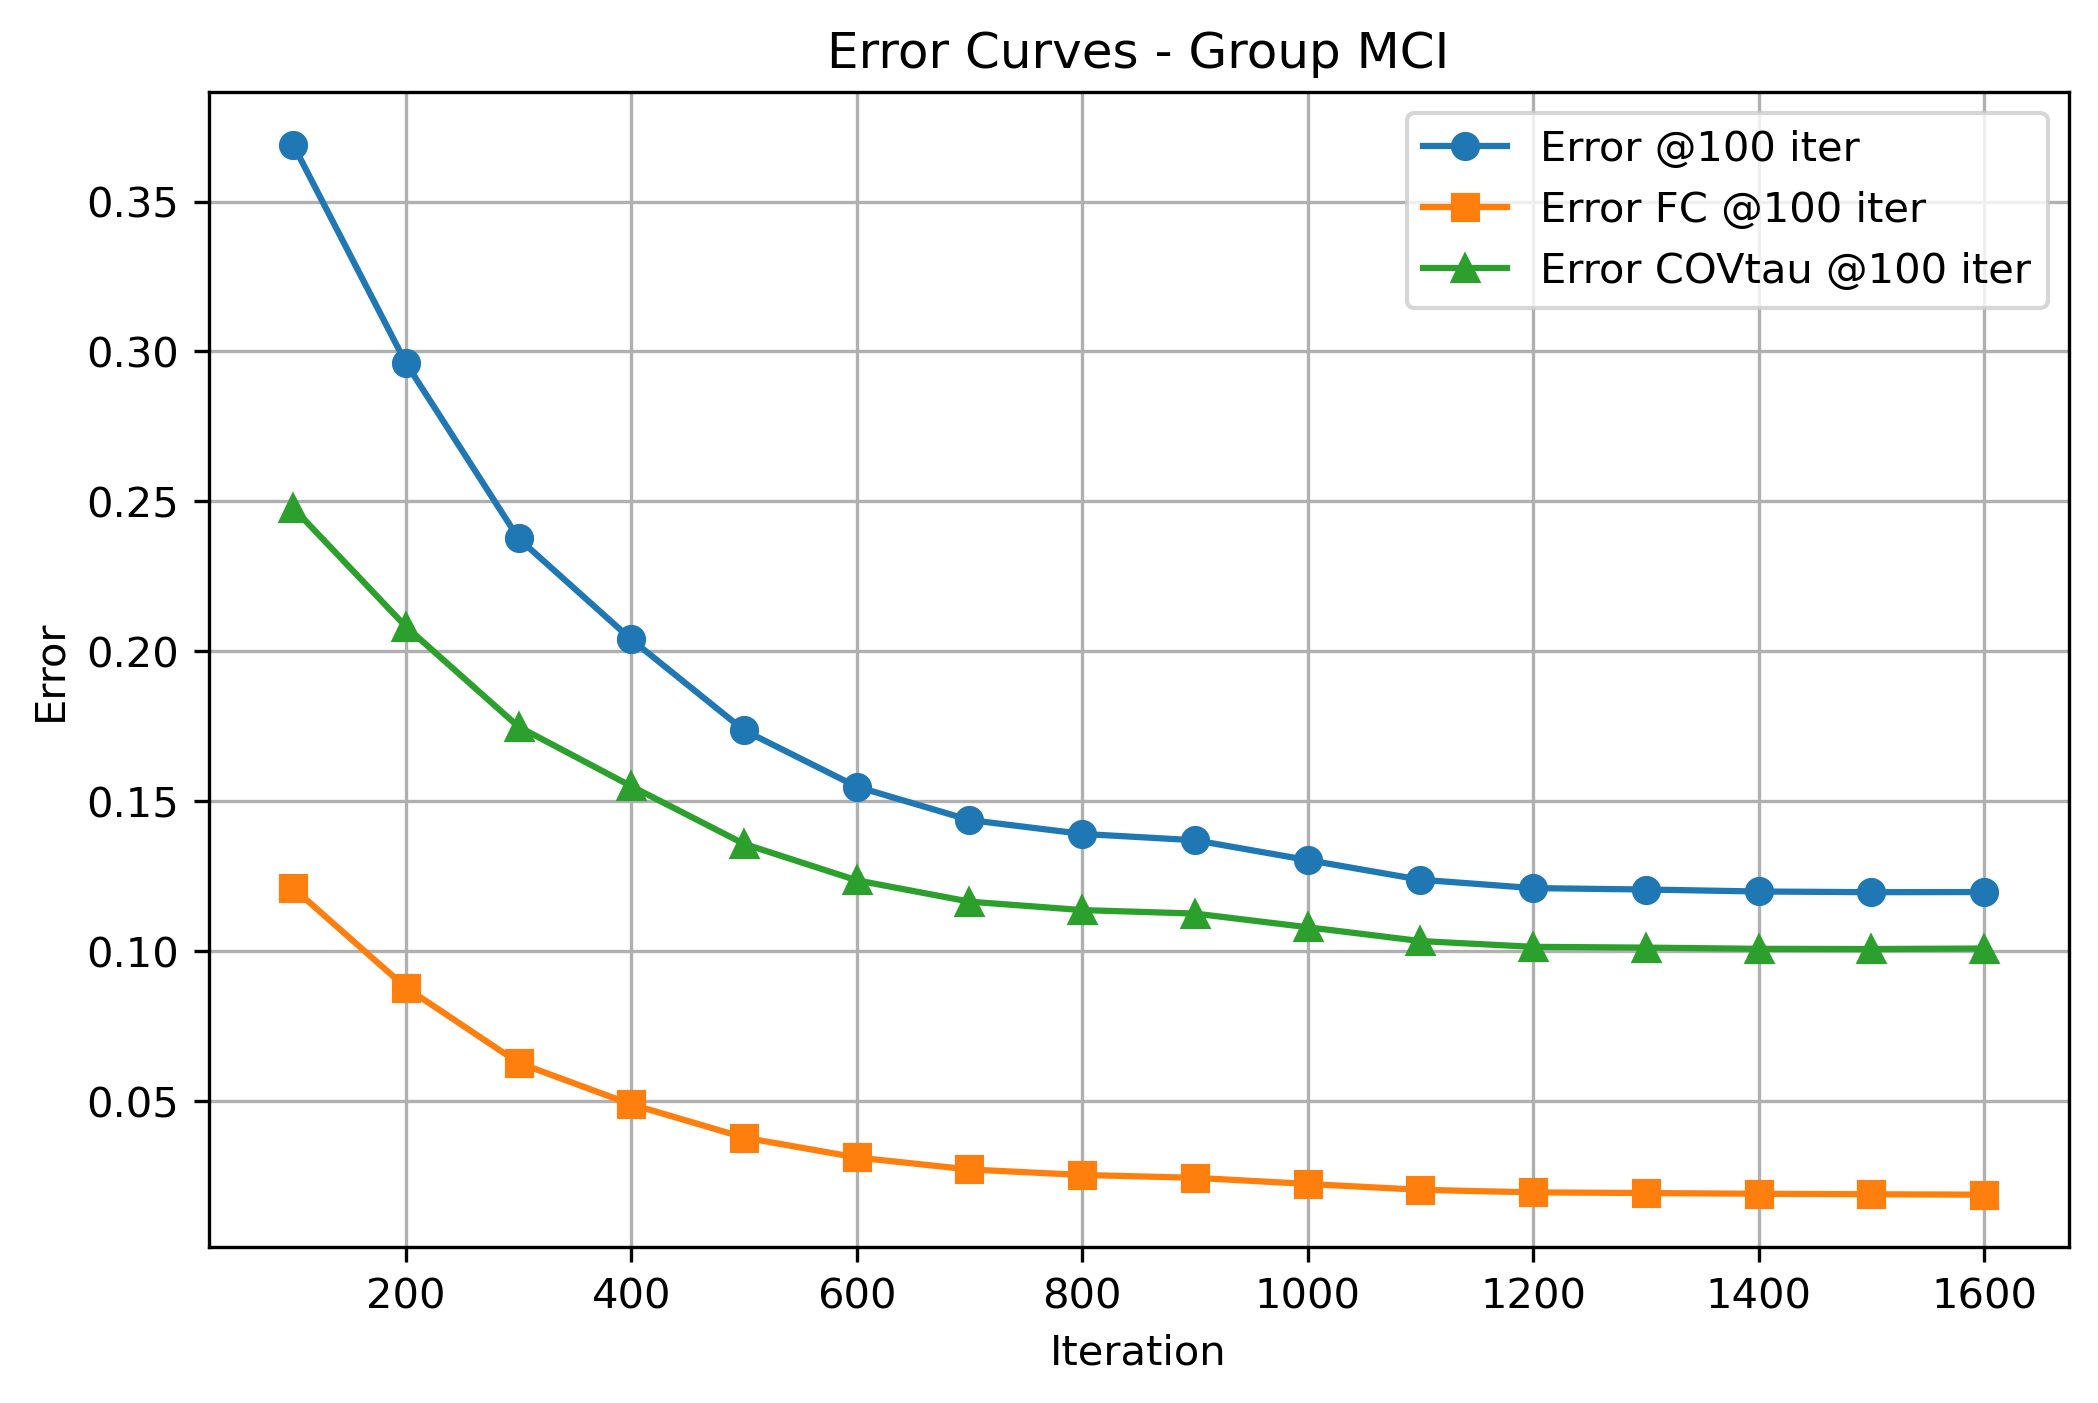 Error Curves - Group MCI
Error @100 iter
Error FC @100 iter
Error COVtau @100 iter
Error
0.35
0.30
0.25
0.20
0.15
0.10
0.05
200 400 600 800 1000 1200 1400 1600
Iteration